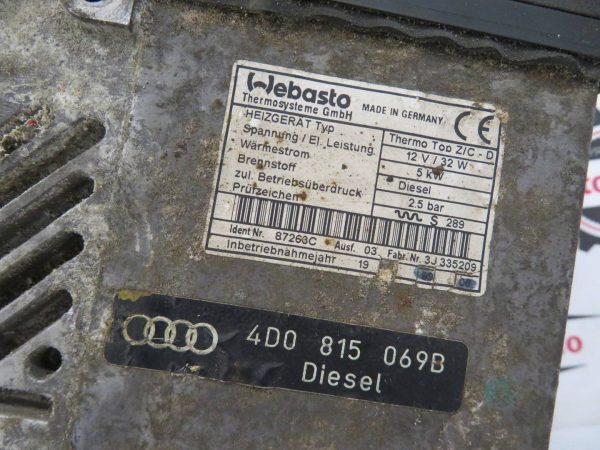 Webasto
Thermosysteme GmbH
MADE IN GERMANY
CE
HEIZGERÄT Typ
Thermo Top Z/C - D
Spannung / El. Leistung
12 V / 32 W
Wärmestrom
5 kW
Brennstoff
Diesel
zul. Betriebsüberdruck
2.5 bar
Prüfzeichen
S 289
Ident Nr. 87263C Ausf. 03 Fabr. Nr. 3J 335209
Inbetriebnahmejahr 19
4D0 815 069B
Diesel